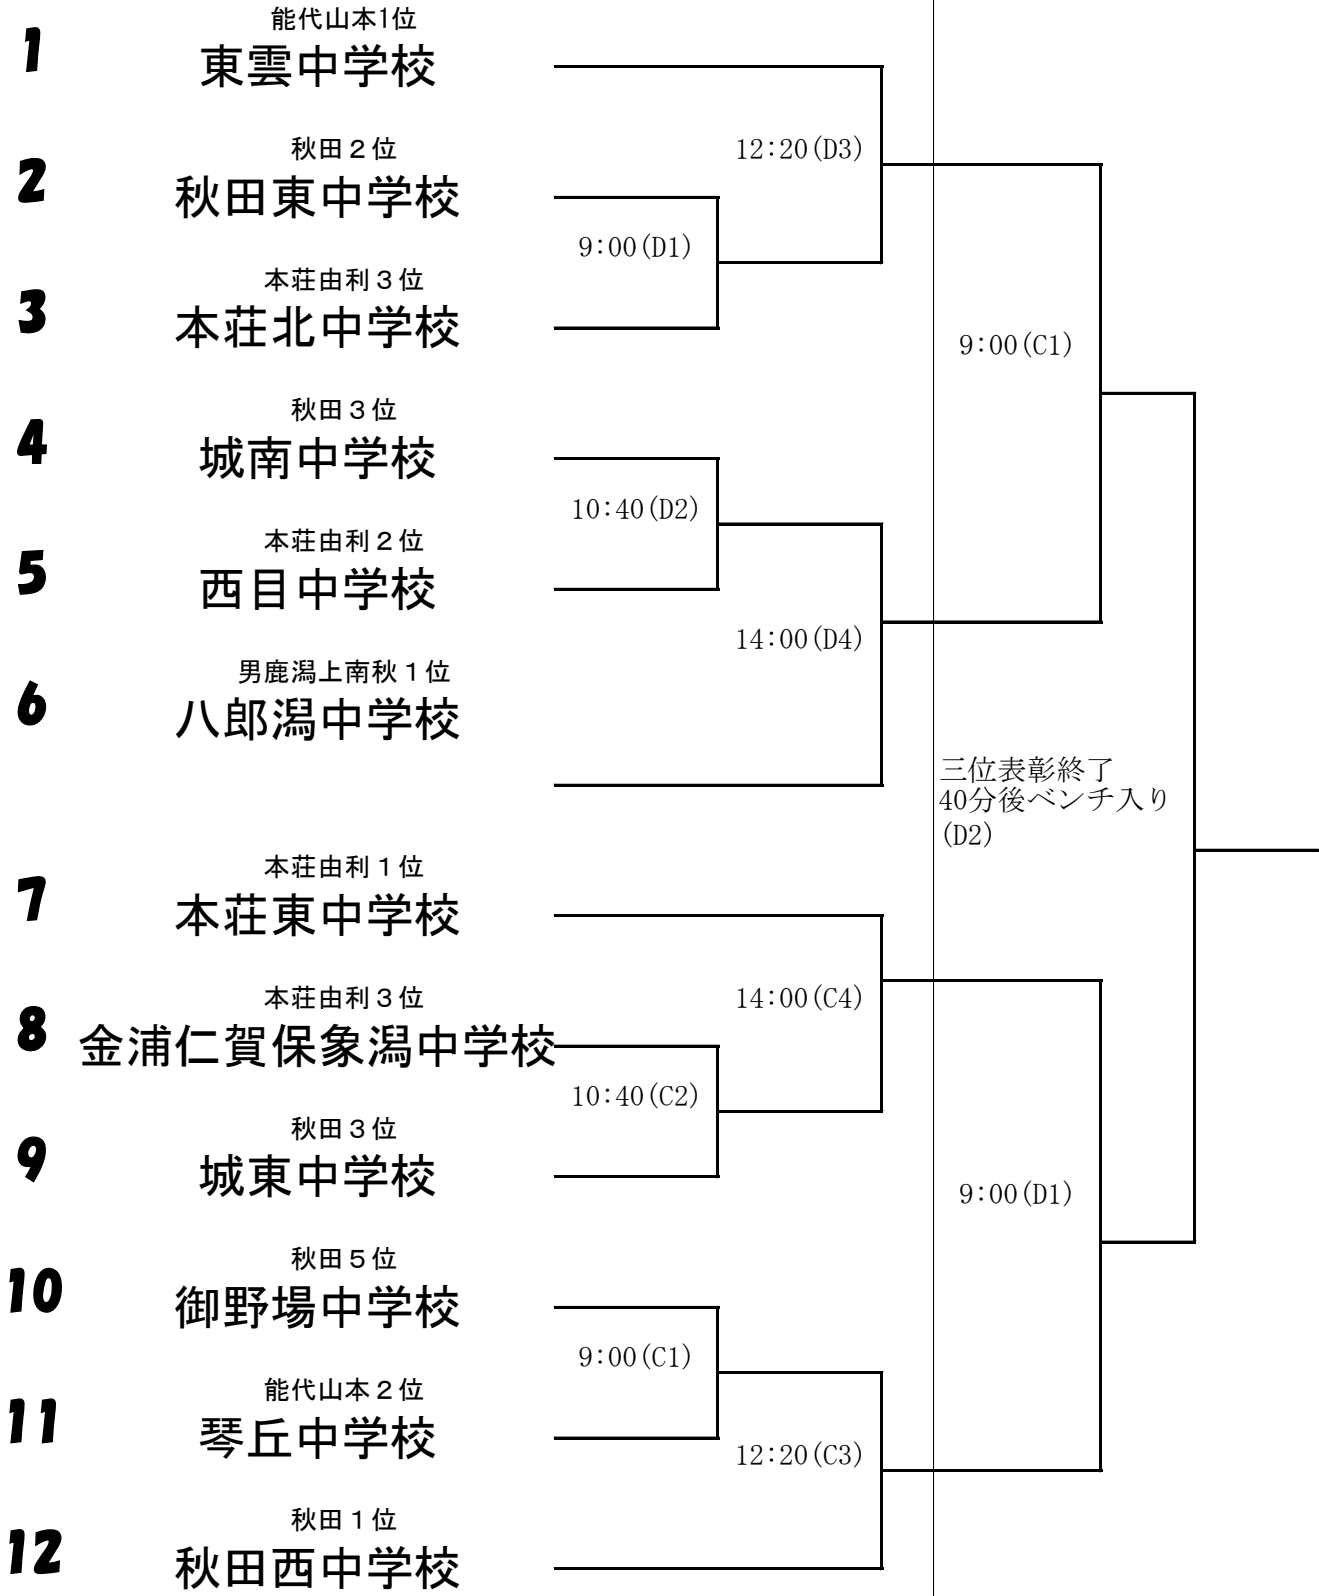 能代山本1位
1 東雲中学校
12:20(D3)
秋田２位
2 秋田東中学校
9:00(D1)
本荘由利３位
3 本荘北中学校
9:00(C1)
秋田３位
4 城南中学校
10:40(D2)
本荘由利２位
5 西目中学校
14:00(D4)
男鹿潟上南秋１位
6 八郎潟中学校
三位表彰終了
40分後ベンチ入り
(D2)
本荘由利１位
7 本荘東中学校
14:00(C4)
本荘由利３位
8 金浦仁賀保象潟中学校
10:40(C2)
秋田３位
9 城東中学校
9:00(D1)
秋田５位
10 御野場中学校
9:00(C1)
能代山本２位
11 琴丘中学校
12:20(C3)
秋田１位
12 秋田西中学校